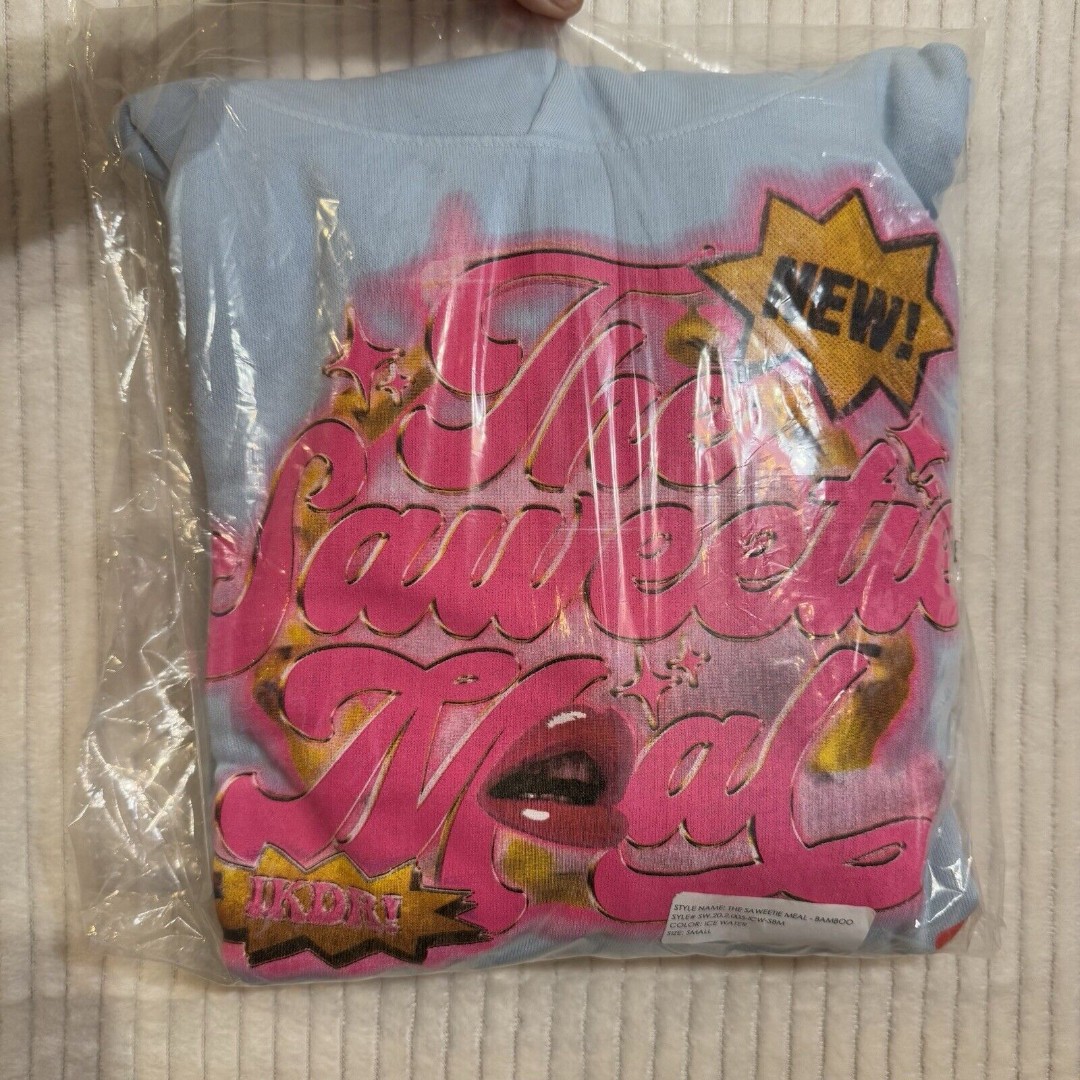 NEW!
The
Saweetie
Meal
IKDR!
STYLE NAME: THE SAWEETIE MEAL - BAMBOO
COLOR: ICE WATER
SIZE: SMALL